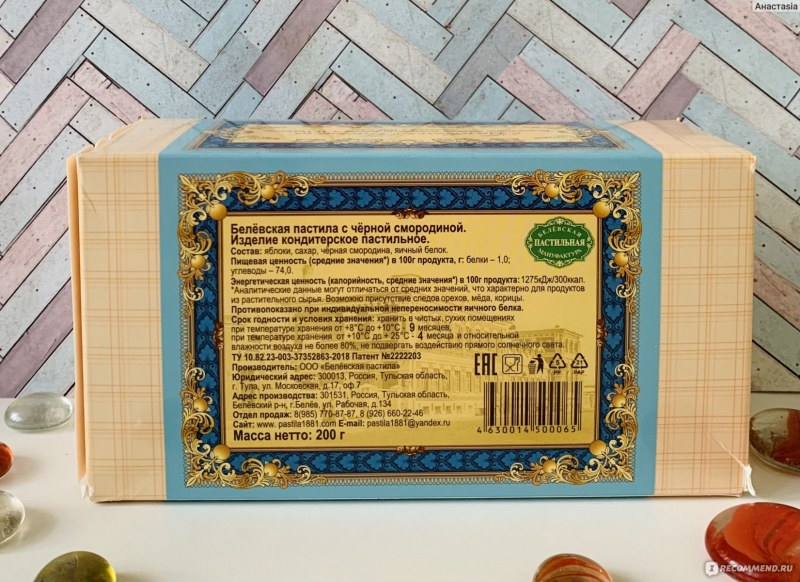 Анастasia
Белёвская пастила с чёрной смородиной.
Изделие кондитерское пастильное.
Состав: яблоки, сахар, чёрная смородина, яичный белок.
Пищевая ценность (средние значения*) в 100г продукта, г: белки – 1,0;
углеводы – 74,0.
Энергетическая ценность (калорийность, средние значения*) в 100г продукта: 1275кДж/300ккал.
*Аналитические данные могут отличаться от средних значений, что характерно для продуктов
из растительного сырья. Возможно присутствие следов орехов, мёда, корицы.
Противопоказано при индивидуальной непереносимости яичного белка.
Срок годности и условия хранения: хранить в чистых, сухих помещениях
при температуре хранения от +8°С до +10°С - 9 месяцев,
при температуре хранения от +10°С до + 25°С - 4 месяца и относительной
влажности воздуха не более 80%, не подвергать воздействию прямого солнечного света.
ТУ 10.82.23-003-37352863-2018 Патент №2222203
Производитель: ООО «Белёвская пастила»
Юридический адрес: 300013, Россия, Тульская область,
г. Тула, ул. Московская, д.17, оф.7
Адрес производства: 301531, Россия, Тульская область,
Белёвский р-н, г.Белёв, ул. Рабочая, д.134
Отдел продаж: 8(985) 770-87-87, 8 (926) 660-22-46
Сайт: www. pastila1881.com E-mail: pastila1881@yandex.ru
Масса нетто: 200 г
БЕЛЁВСКАЯ
ПАСТИЛЬНАЯ
МАНУФАКТУРА
ЕАС
4 630014 500065
IRECOMMEND.RU